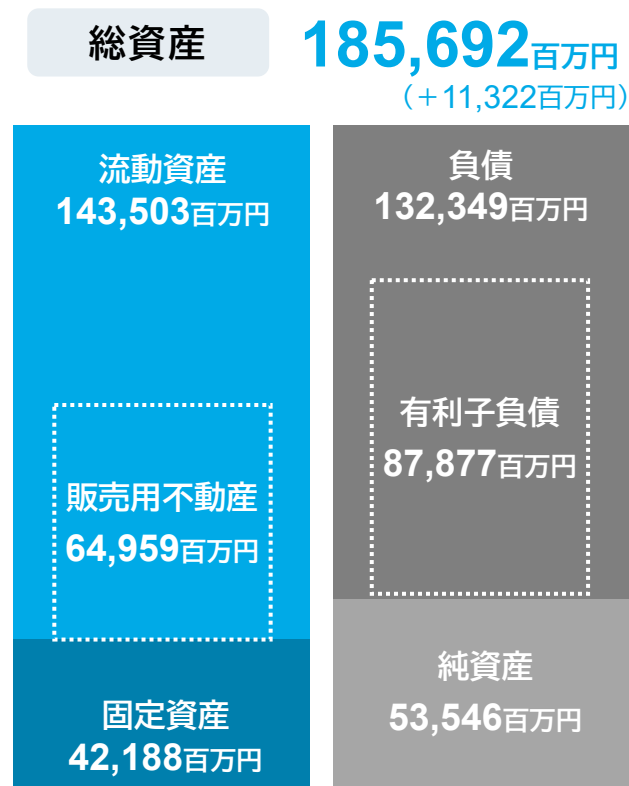 総資産 185,692百万円
(+11,322百万円)
流動資産
143,503百万円
販売用不動産
64,959百万円
固定資産
42,188百万円
負債
132,349百万円
有利子負債
87,877百万円
純資産
53,546百万円